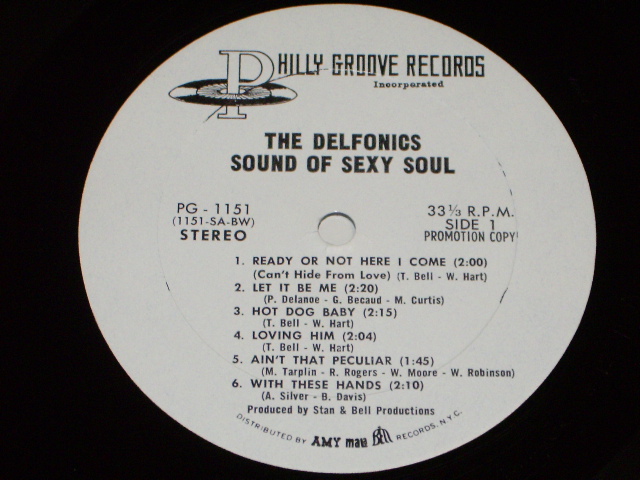 PHILLY GROOVE RECORDS
Incorporated
THE DELFONICS
SOUND OF SEXY SOUL
PG - 1151
(1151-SA-BW)
STEREO
33⅓ R.P.M.
SIDE 1
PROMOTION COPY
1. READY OR NOT HERE I COME (2:00)
(Can't Hide From Love) (T. Bell - W. Hart)
2. LET IT BE ME (2:20)
(P. Delanoe - G. Becaud - M. Curtis)
3. HOT DOG BABY (2:15)
(T. Bell - W. Hart)
4. LOVING HIM (2:04)
(T. Bell - W. Hart)
5. AIN'T THAT PECULIAR (1:45)
(M. Tarplin - R. Rogers - W. Moore - W. Robinson)
6. WITH THESE HANDS (2:10)
(A. Silver - B. Davis)
Produced by Stan & Bell Productions
DISTRIBUTED BY AMY mala Bell RECORDS, N.Y.C.